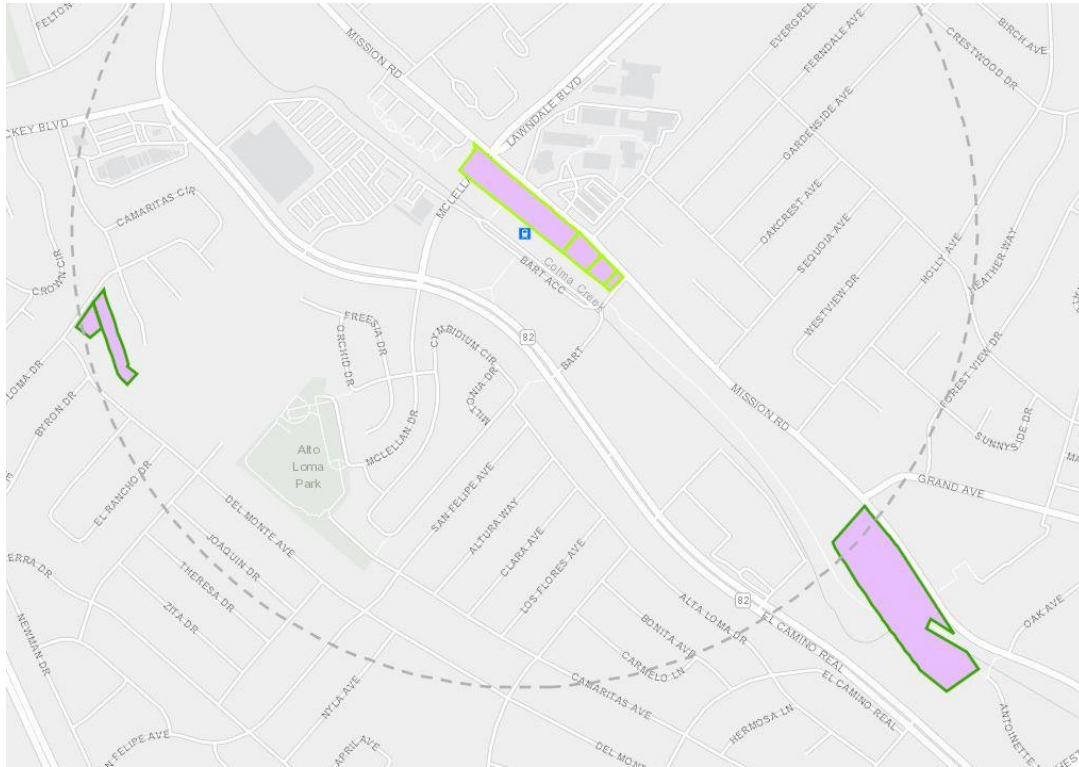 FELTON
MISSION RD
LAWNDALE BLVD
EVERGREE
FERNDALE AVE
BIRCH AVE
CRESTWOOD DR
GARDENSIDE AVE
CKEY BLVD
MCLELLA
CAMARITAS CIR
OAKCREST AVE
SEQUOIA AVE
HOLLY AVE
HEATHER WAY
CROWN CIR
BART ACC
Colma Creek
WESTVIEW DR
FREESIA DR
ORCHID DR
CYMBIDIUM CIR
82
BART
LOMA DR
BYRON DR
MILTONIA DR
FOREST VIEW DR
MISSION RD
MCLELLAN DR
SUNNYSIDE DR
MA
Alto
Loma
Park
EL RANCHO DR
DEL MONTE AVE
SAN FELIPE AVE
ALTURA WAY
GRAND AVE
JOAQUIN DR
CLARA AVE
ERRA DR
THERESA DR
LOS FLORES AVE
ZITA DR
82
ALTA LOMA DR
EL CAMINO REAL
OAK AVE
NEWMAN DR
BONITA AVE
CARMELO LN
EL CAMINO REAL
NYLA AVE
CAMARITAS AVE
HERMOSA LN
ANTOINETTE
N FELIPE AVE
APRIL AVE
DEL MONT
CHEST